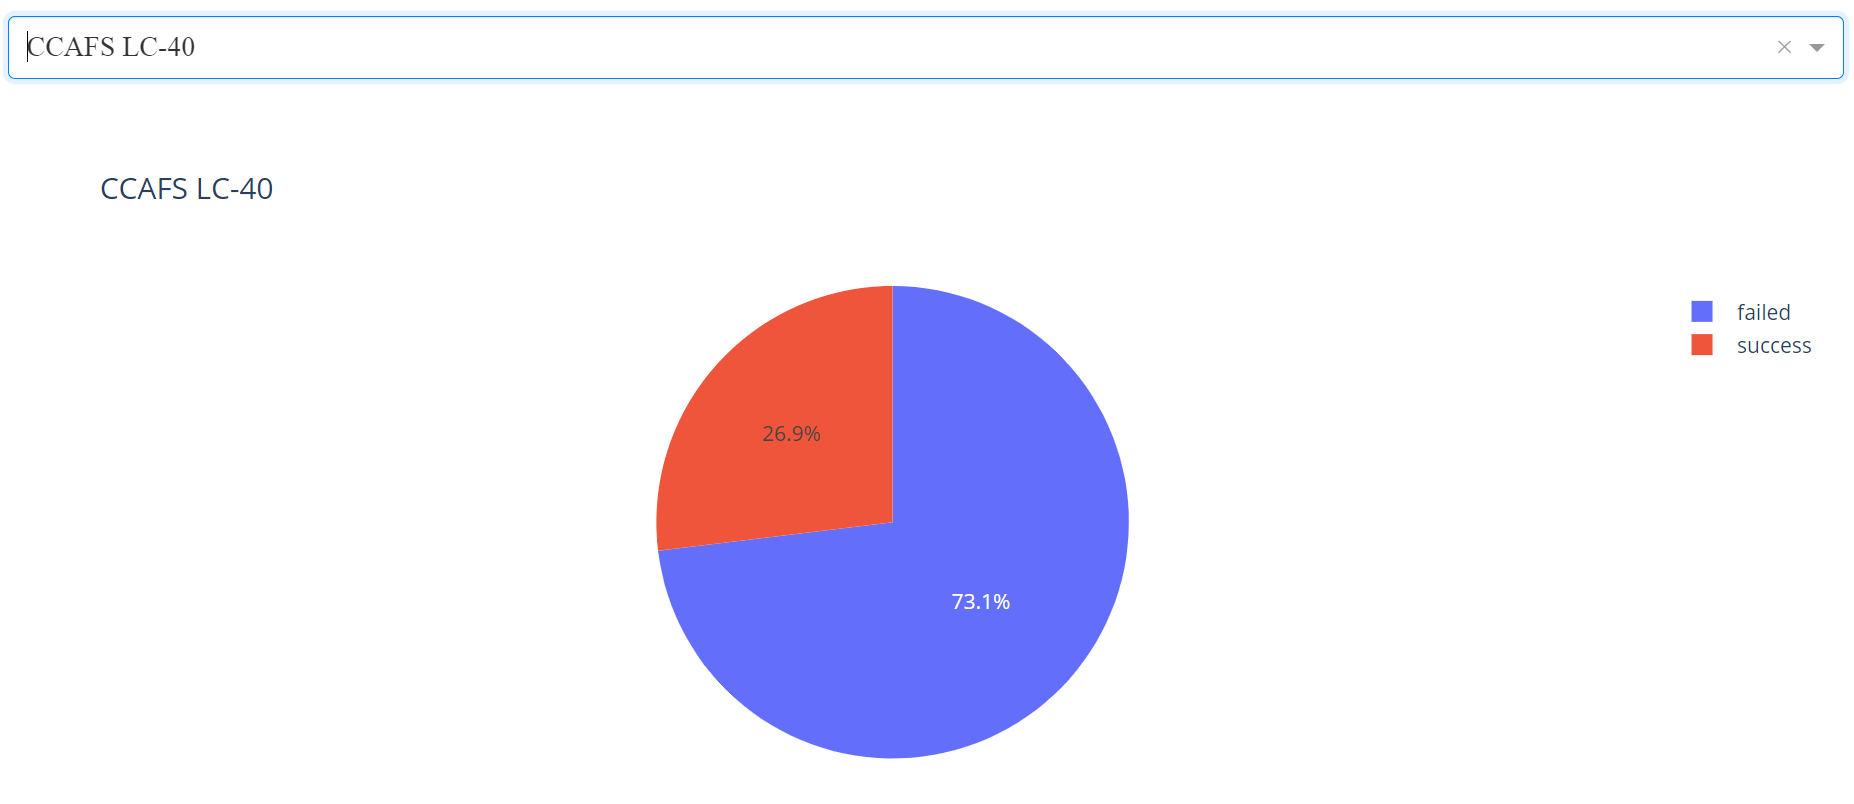 CCAFS LC-40
CCAFS LC-40
failed
success
26.9%
73.1%